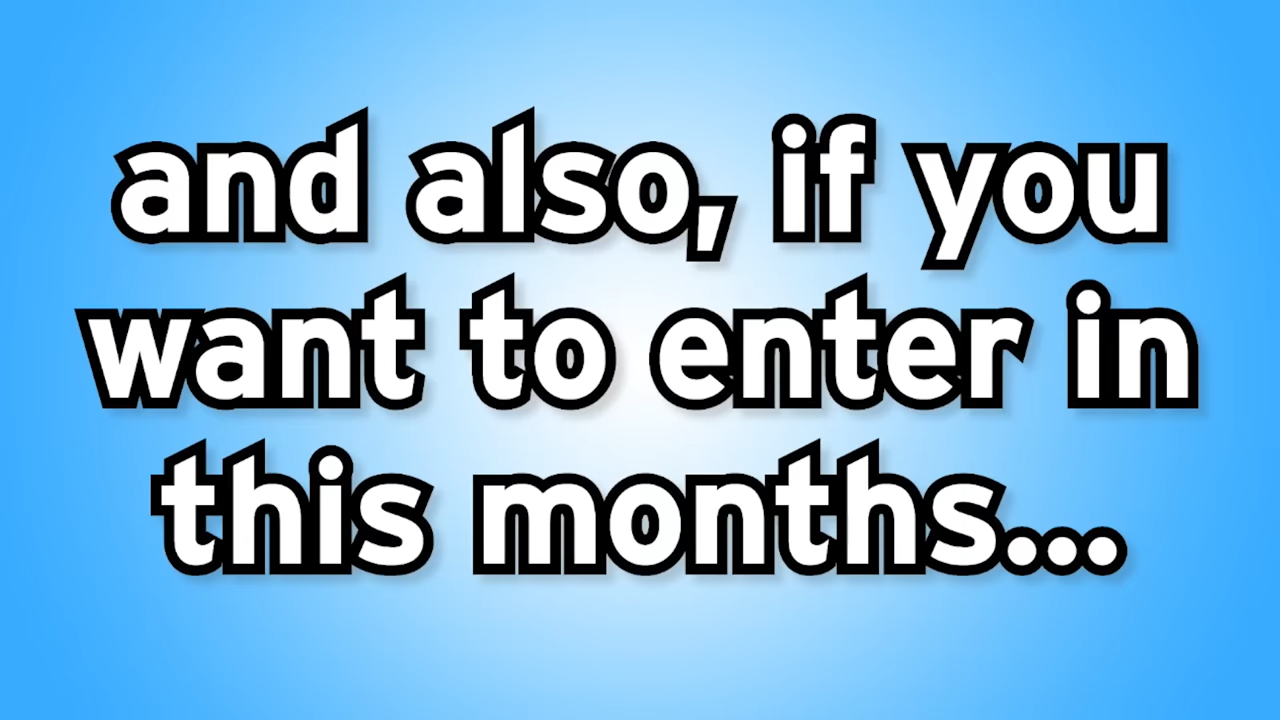 and also, if you
want to enter in
this months...